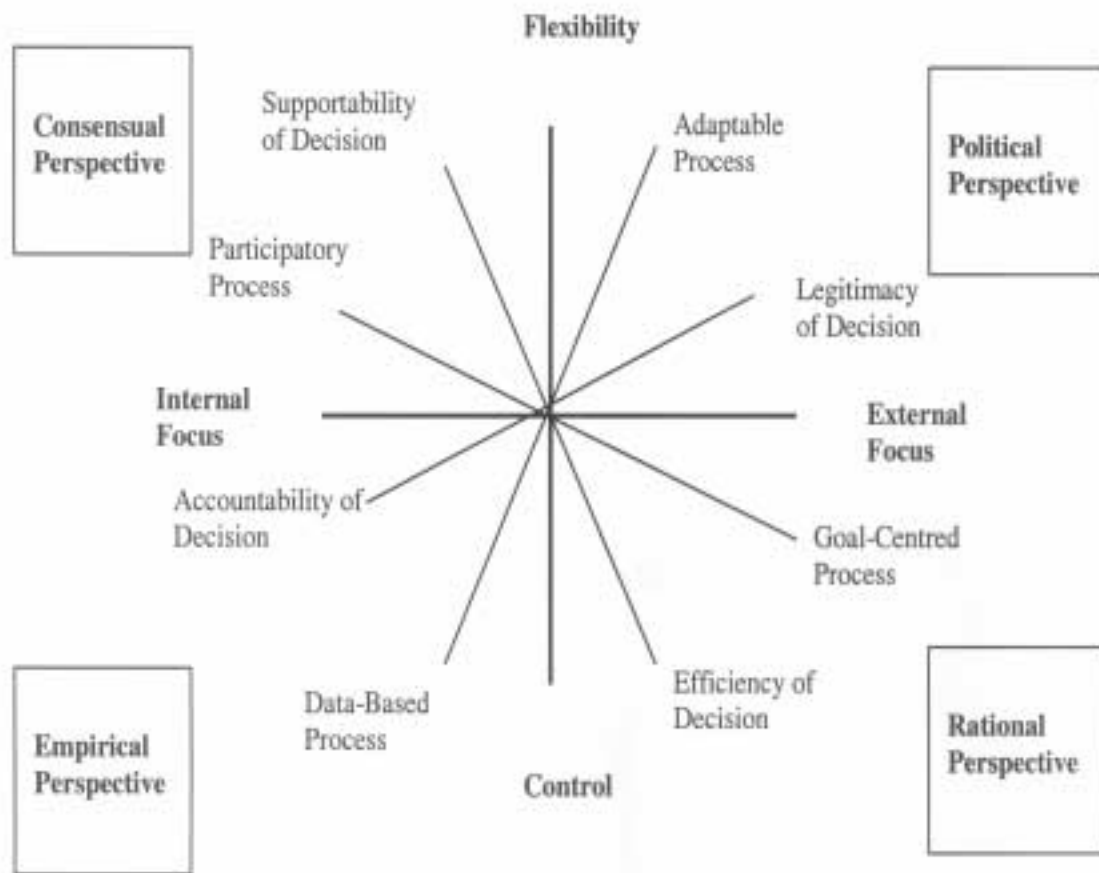 Flexibility
Consensual
Perspective
Supportability
of Decision
Adaptable
Process
Political
Perspective
Participatory
Process
Legitimacy
of Decision
Internal
Focus
External
Focus
Accountability of
Decision
Goal-Centred
Process
Data-Based
Process
Efficiency of
Decision
Empirical
Perspective
Control
Rational
Perspective